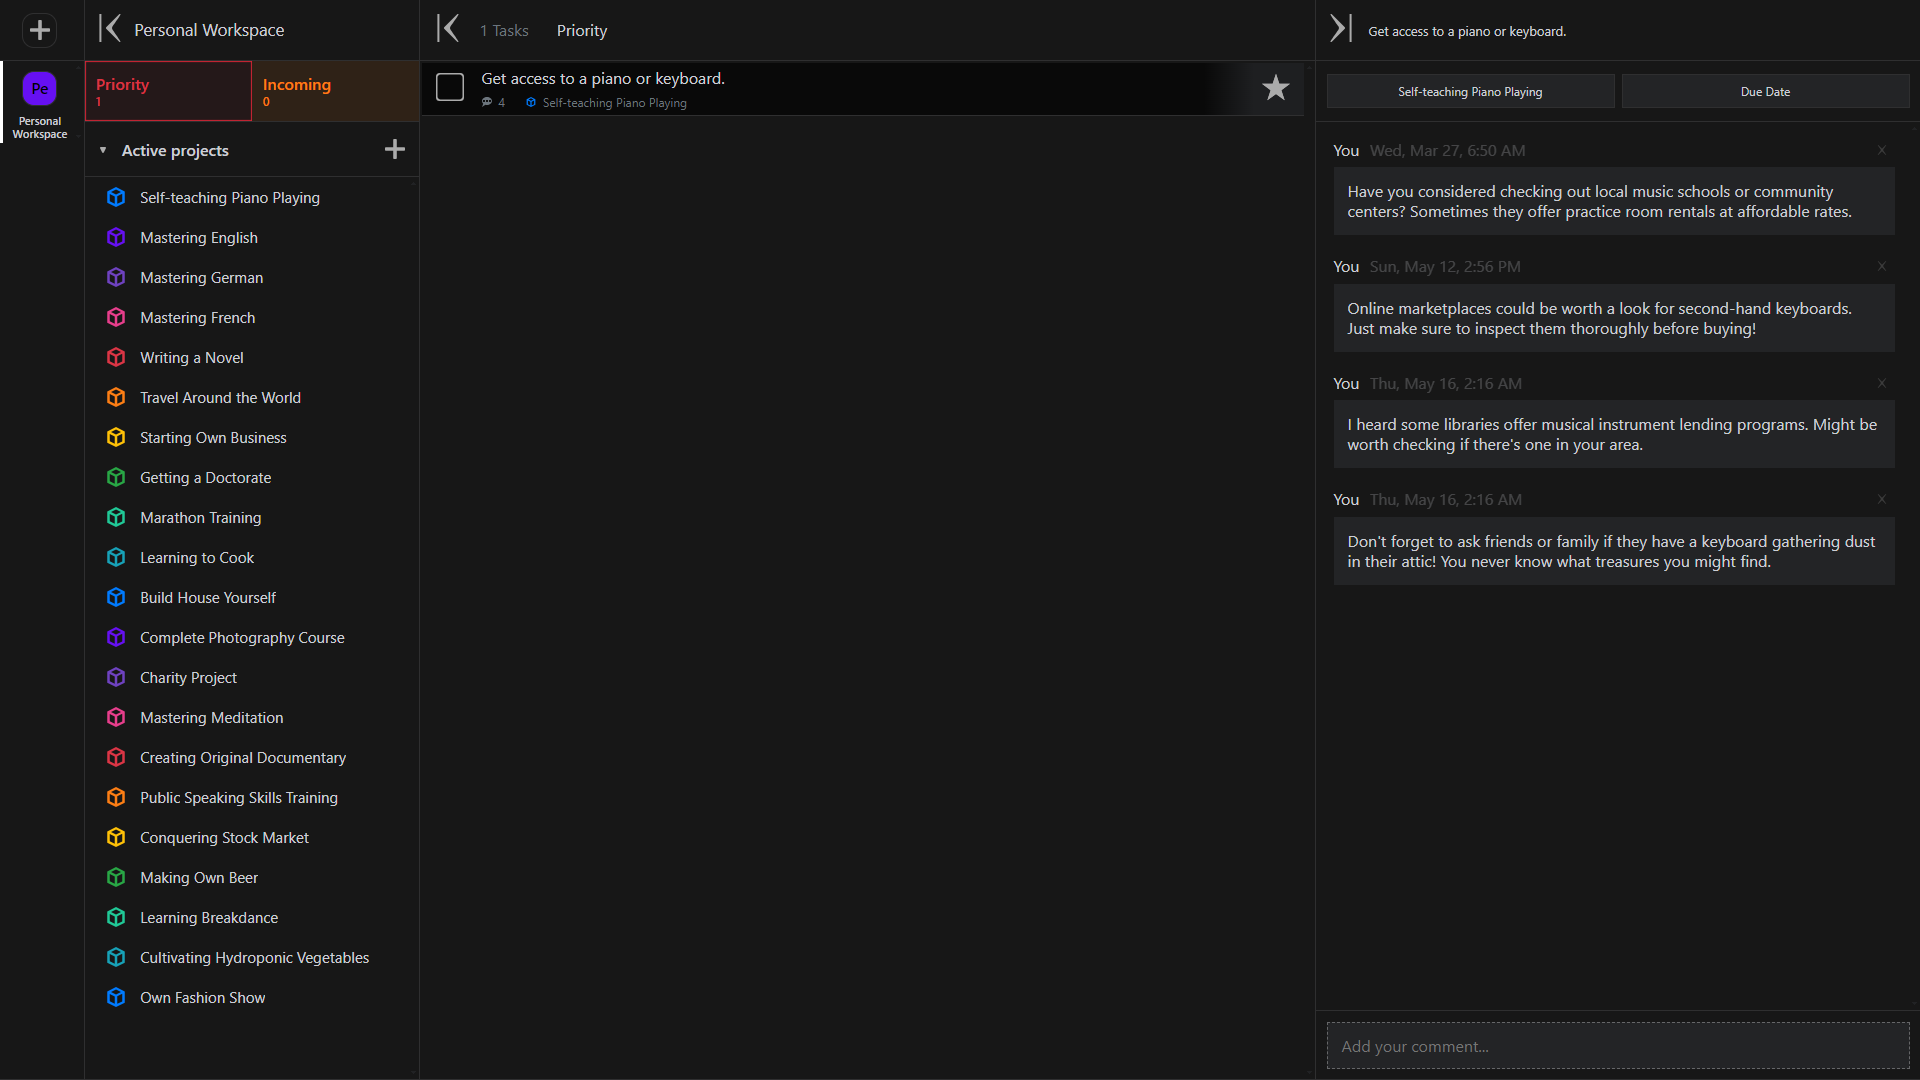 Pe
Personal
Workspace
Personal Workspace
Priority
1
Incoming
0
Active projects
Self-teaching Piano Playing
Mastering English
Mastering German
Mastering French
Writing a Novel
Travel Around the World
Starting Own Business
Getting a Doctorate
Marathon Training
Learning to Cook
Build House Yourself
Complete Photography Course
Charity Project
Mastering Meditation
Creating Original Documentary
Public Speaking Skills Training
Conquering Stock Market
Making Own Beer
Learning Breakdance
Cultivating Hydroponic Vegetables
Own Fashion Show
1 Tasks Priority
Get access to a piano or keyboard.
4 Self-teaching Piano Playing
Get access to a piano or keyboard.
Self-teaching Piano Playing
Due Date
You Wed, Mar 27, 6:50 AM
Have you considered checking out local music schools or community
centers? Sometimes they offer practice room rentals at affordable rates.
You Sun, May 12, 2:56 PM
Online marketplaces could be worth a look for second-hand keyboards.
Just make sure to inspect them thoroughly before buying!
You Thu, May 16, 2:16 AM
I heard some libraries offer musical instrument lending programs. Might be
worth checking if there's one in your area.
You Thu, May 16, 2:16 AM
Don't forget to ask friends or family if they have a keyboard gathering dust
in their attic! You never know what treasures you might find.
Add your comment...